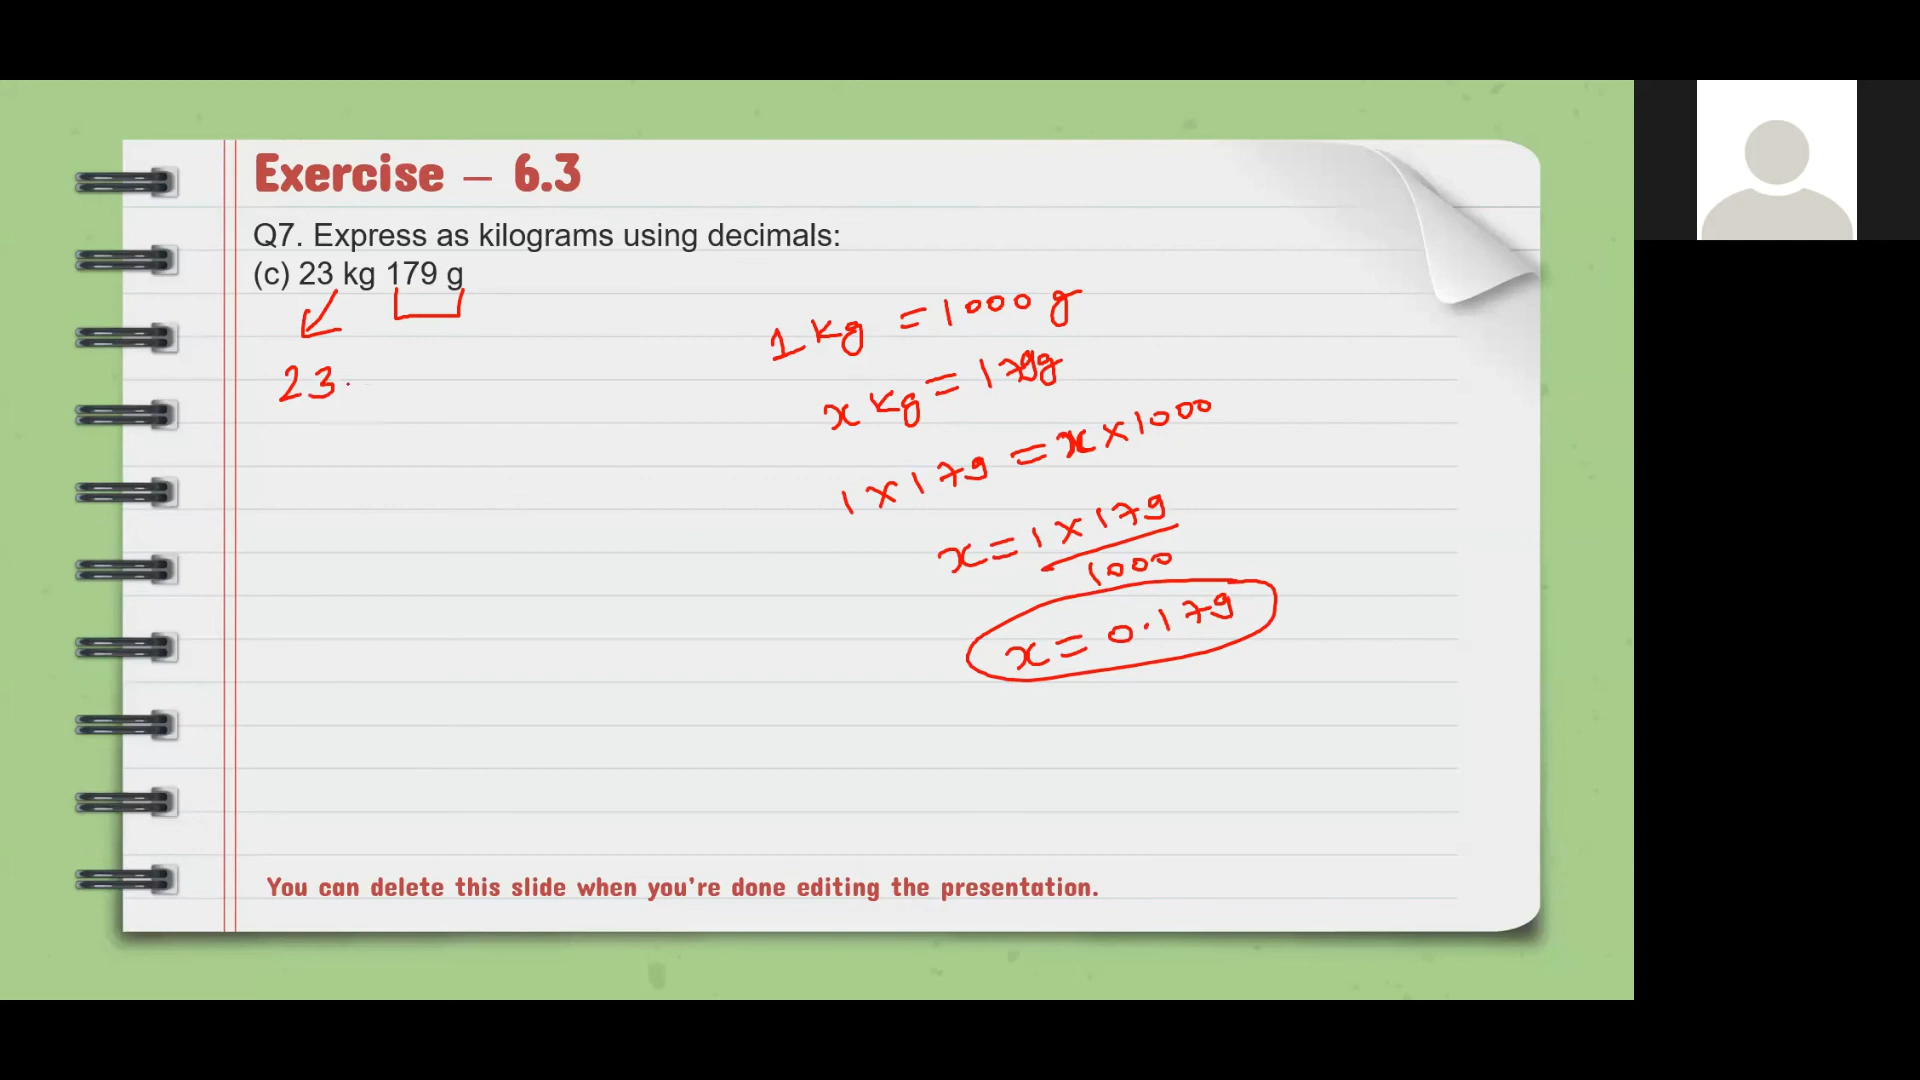 Exercise – 6.3
Q7. Express as kilograms using decimals:
(c) 23 kg 179 g
23.
1 kg = 1000 g
x kg = 179g
1 × 179 = x × 1000
x = 1 × 179
1000
x = 0.179
You can delete this slide when you're done editing the presentation.